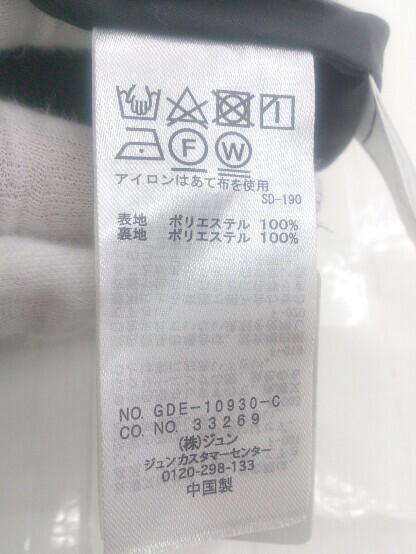 F W
アイロンはあて布を使用
SD-190
表地 ポリエステル 100%
裏地 ポリエステル 100%
NO. GDE-10930-C
CO. NO. 33269
(株)ジュン
ジュンカスタマーセンター
0120-298-133
中国製